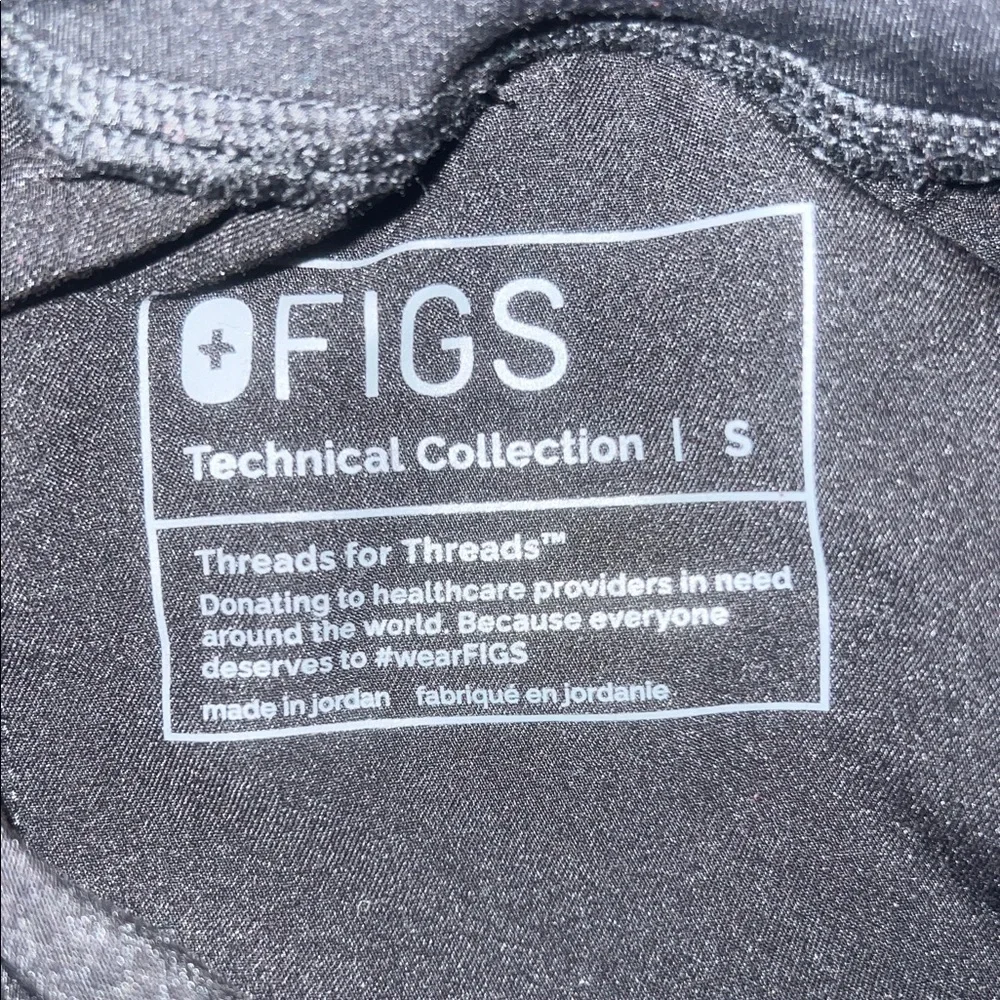 FIGS
Technical Collection | S
Threads for Threads™
Donating to healthcare providers in need
around the world. Because everyone
deserves to #wearFIGS
made in jordan fabriqué en jordanie